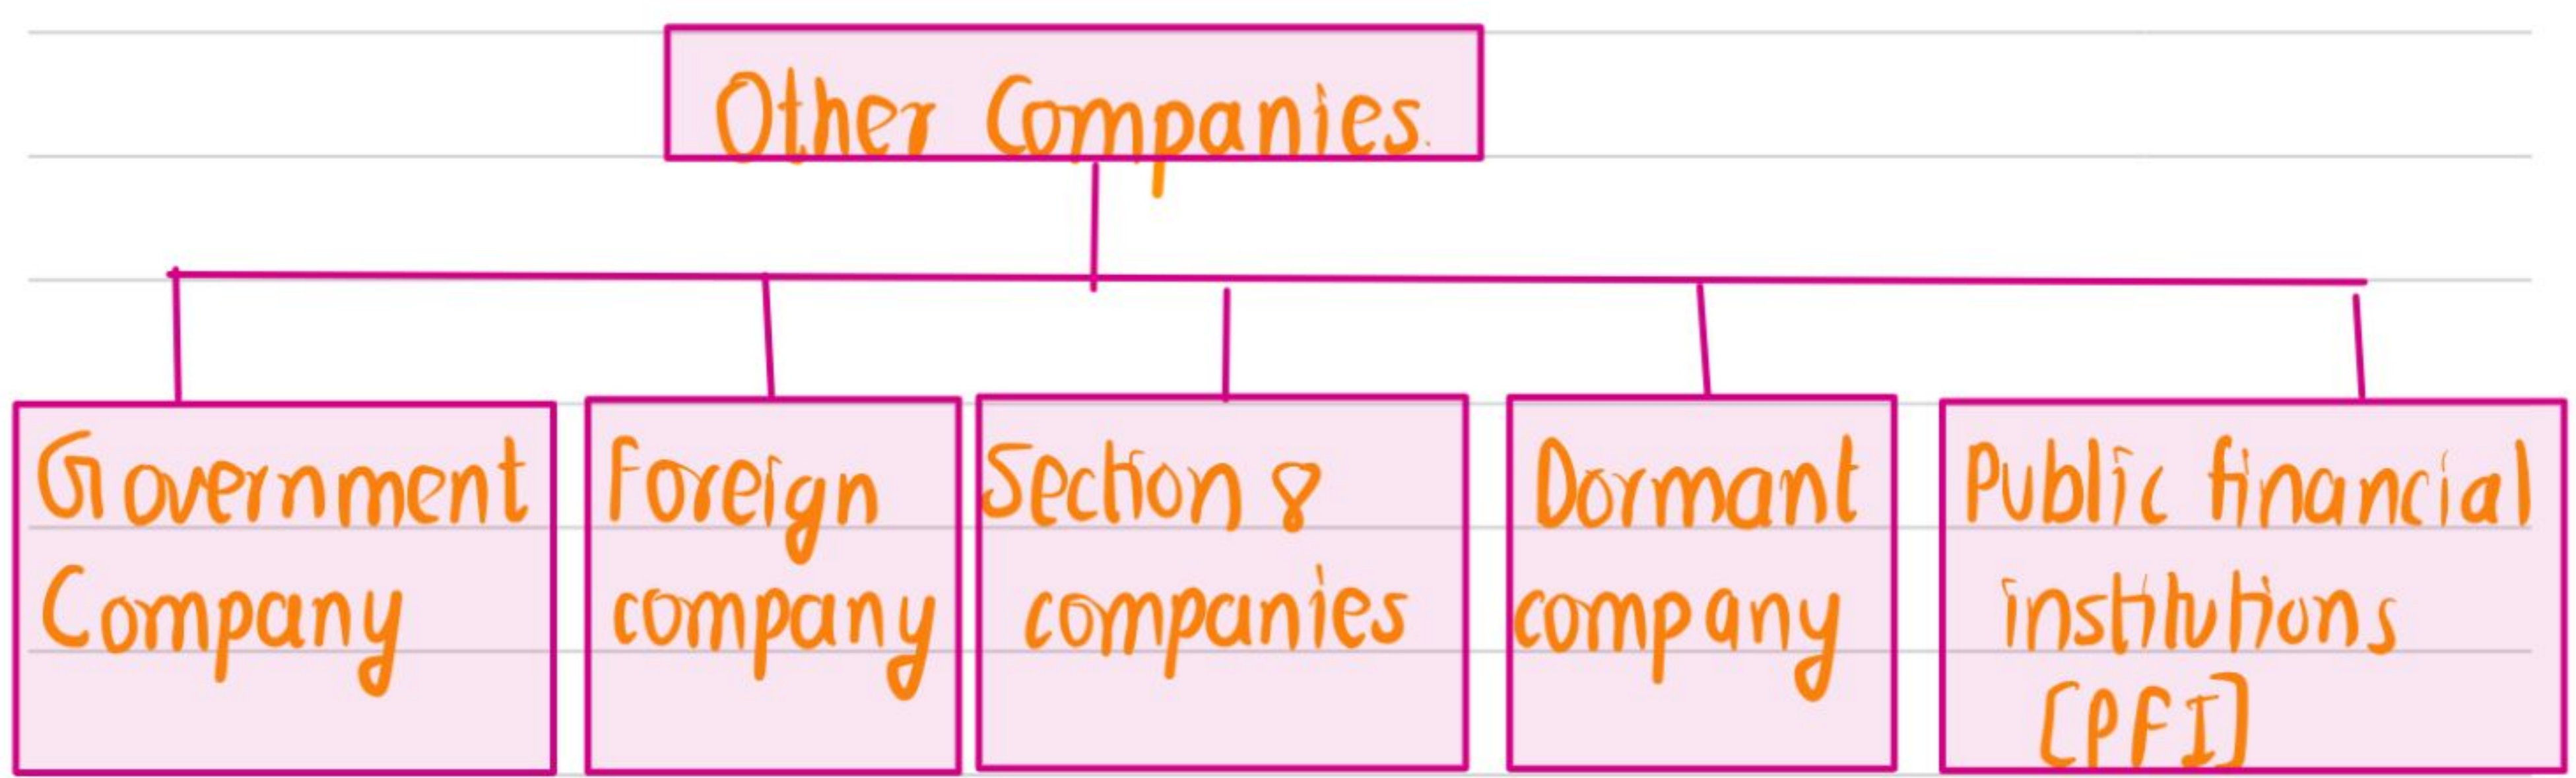 Other Companies.
Government
Company
Foreign
company
Section 8
companies
Dormant
company
Public financial
institutions
[PFI]